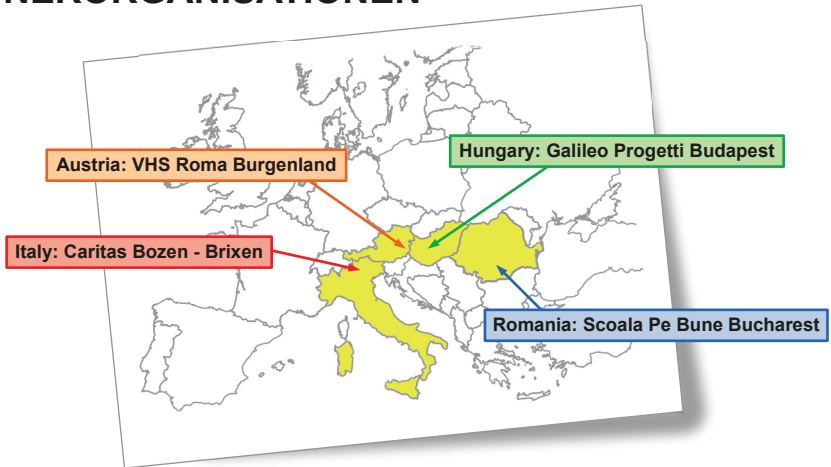 Austria: VHS Roma Burgenland
Hungary: Galileo Progetti Budapest
Italy: Caritas Bozen - Brixen
Romania: Scoala Pe Bune Bucharest